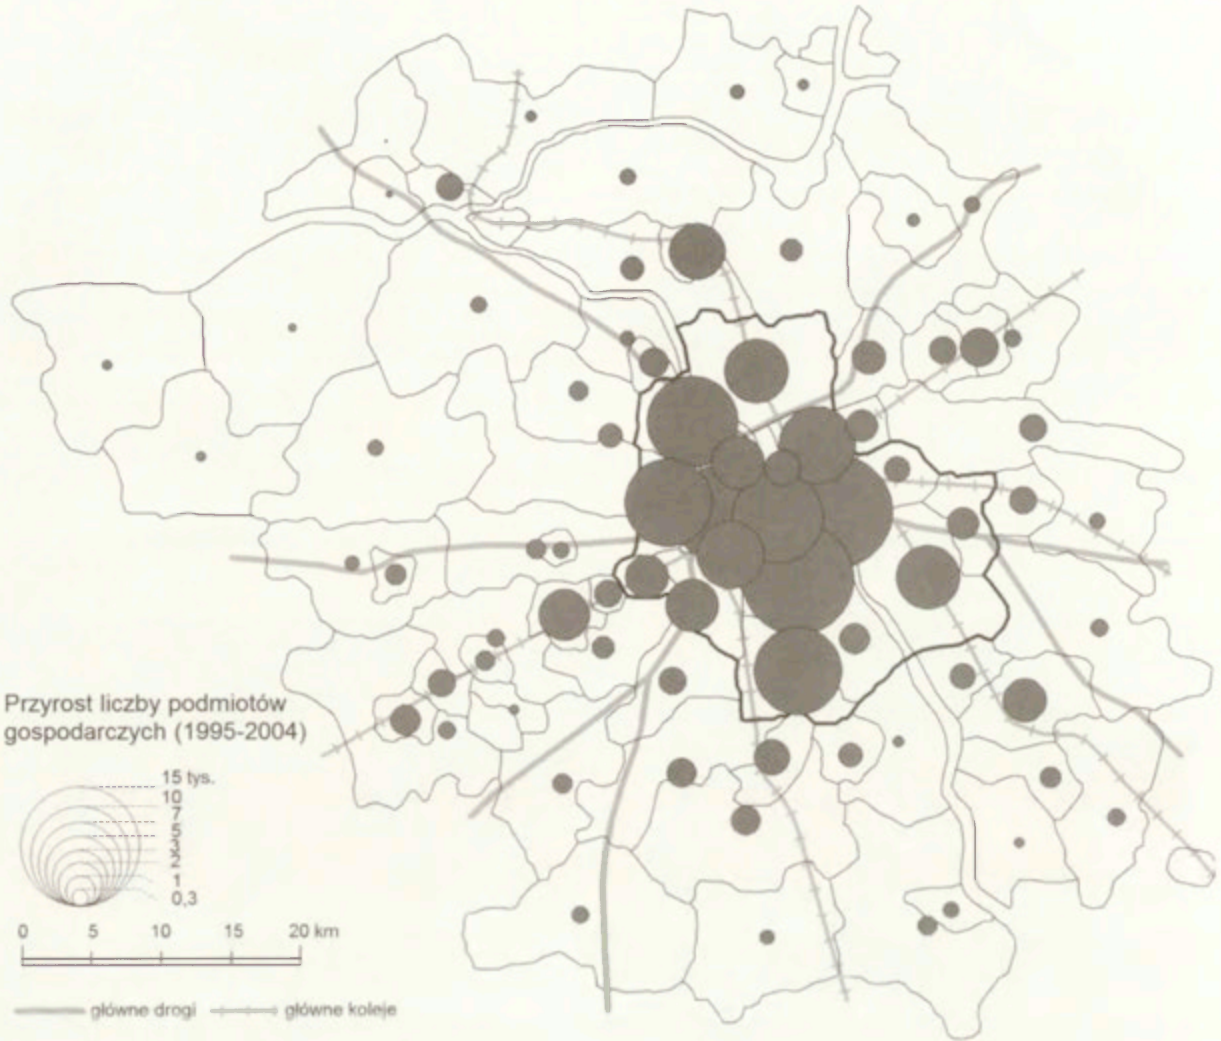 Przyrost liczby podmiotów
gospodarczych (1995-2004)
15 tys.
10
7
5
3
2
1
0,3
0 5 10 15 20 km
główne drogi główne koleje